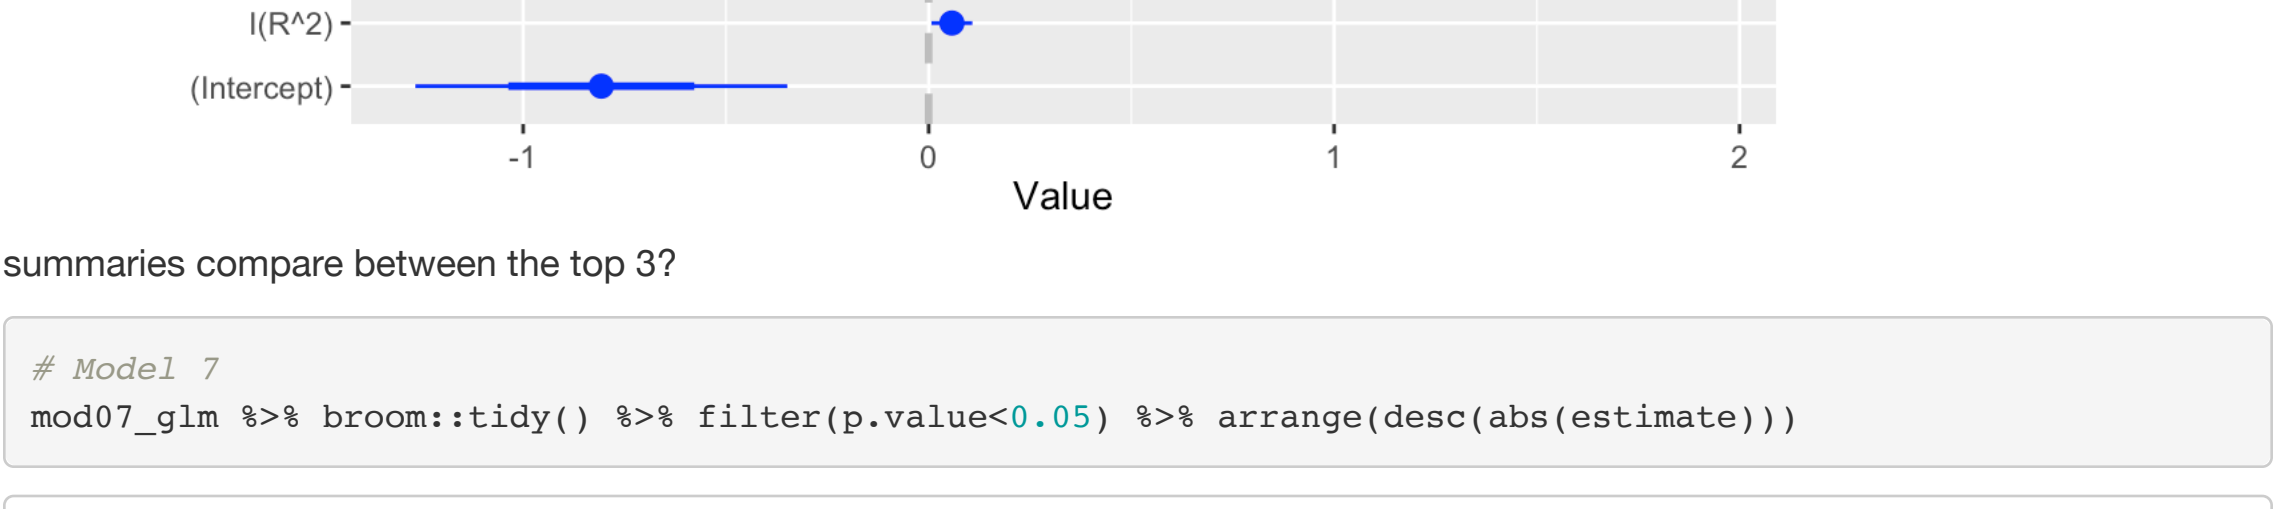 I(R^2)
(Intercept)
-1 0 1 2
Value
summaries compare between the top 3?
# Model 7
mod07_glm %>% broom::tidy() %>% filter(p.value<0.05) %>% arrange(desc(abs(estimate)))